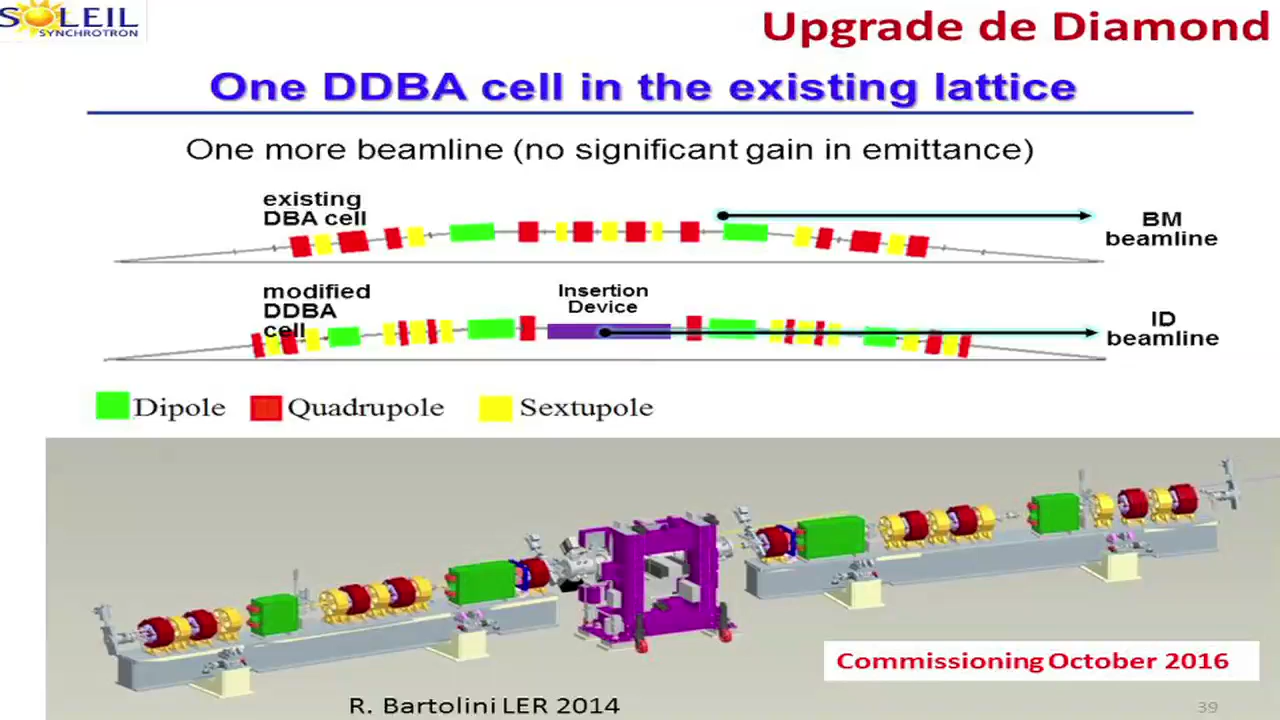 SOLEIL
SYNCHROTRON
Upgrade de Diamond
One DDBA cell in the existing lattice
One more beamline (no significant gain in emittance)
existing
DBA cell
BM
beamline
modified
DDBA
cell
Insertion
Device
ID
beamline
Dipole
Quadrupole
Sextupole
Commissioning October 2016
R. Bartolini LER 2014
39